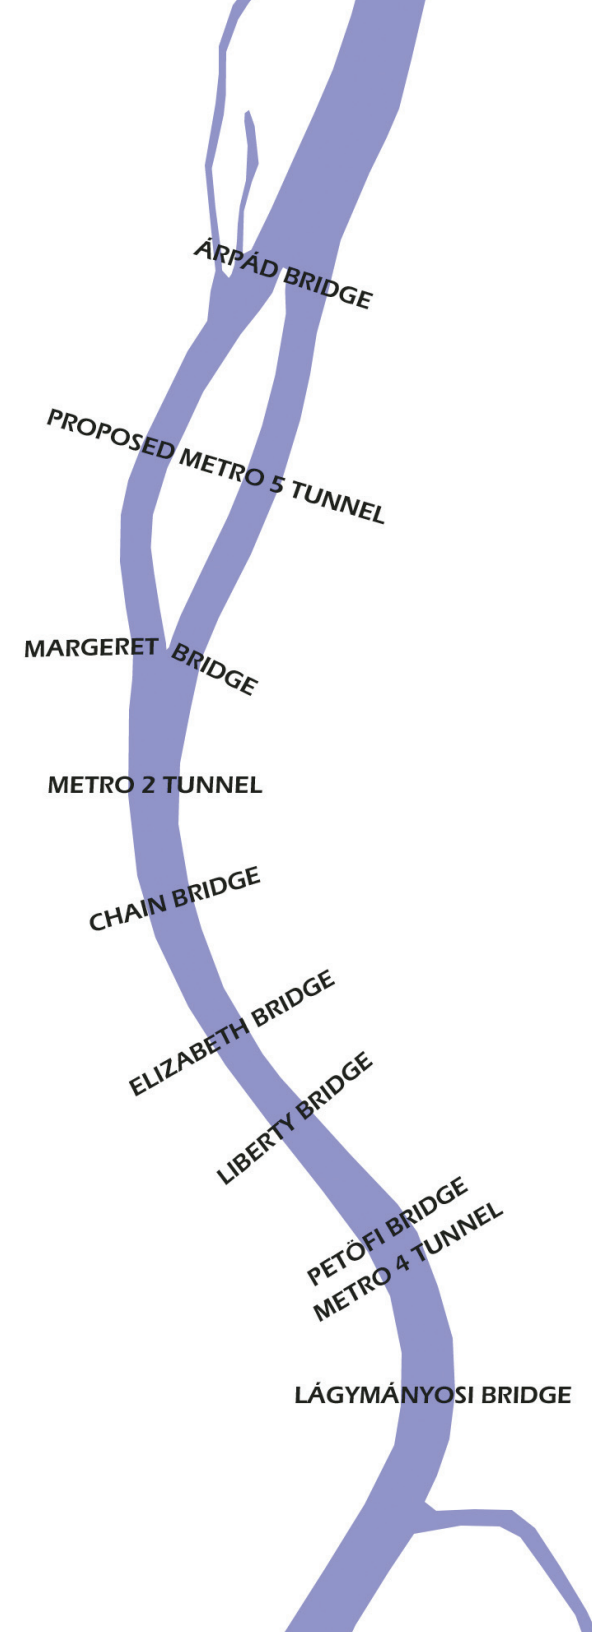 ÁRPÁD BRIDGE
PROPOSED METRO 5 TUNNEL
MARGERET BRIDGE
METRO 2 TUNNEL
CHAIN BRIDGE
ELIZABETH BRIDGE
LIBERTY BRIDGE
PETÖFI BRIDGE
METRO 4 TUNNEL
LÁGYMÁNYOSI BRIDGE